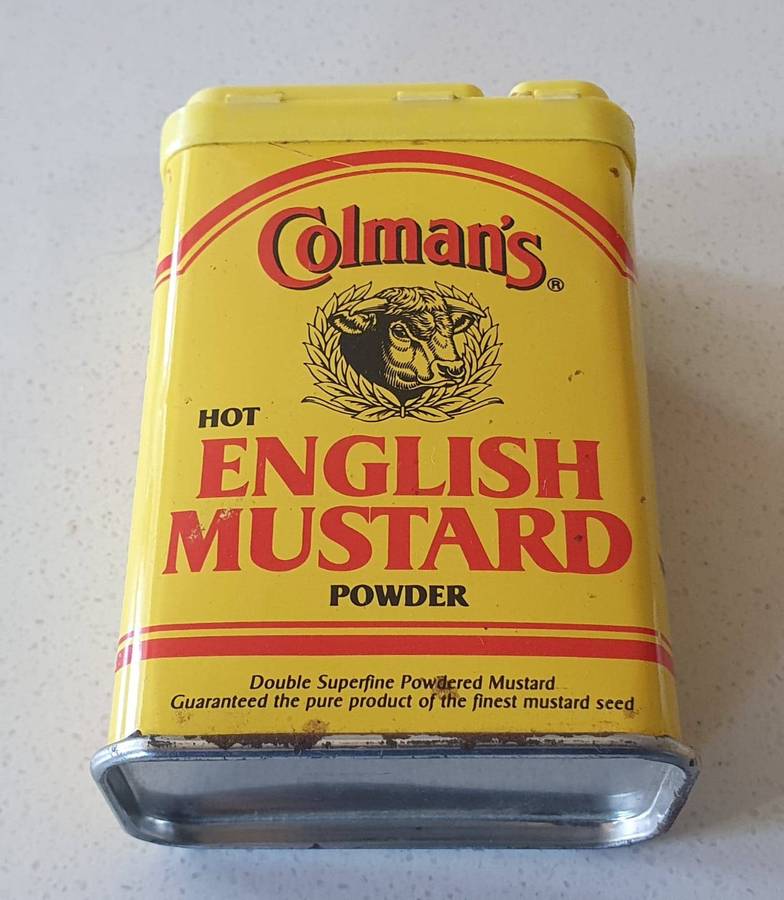 Colman's®
HOT
ENGLISH
MUSTARD
POWDER
Double Superfine Powdered Mustard
Guaranteed the pure product of the finest mustard seed